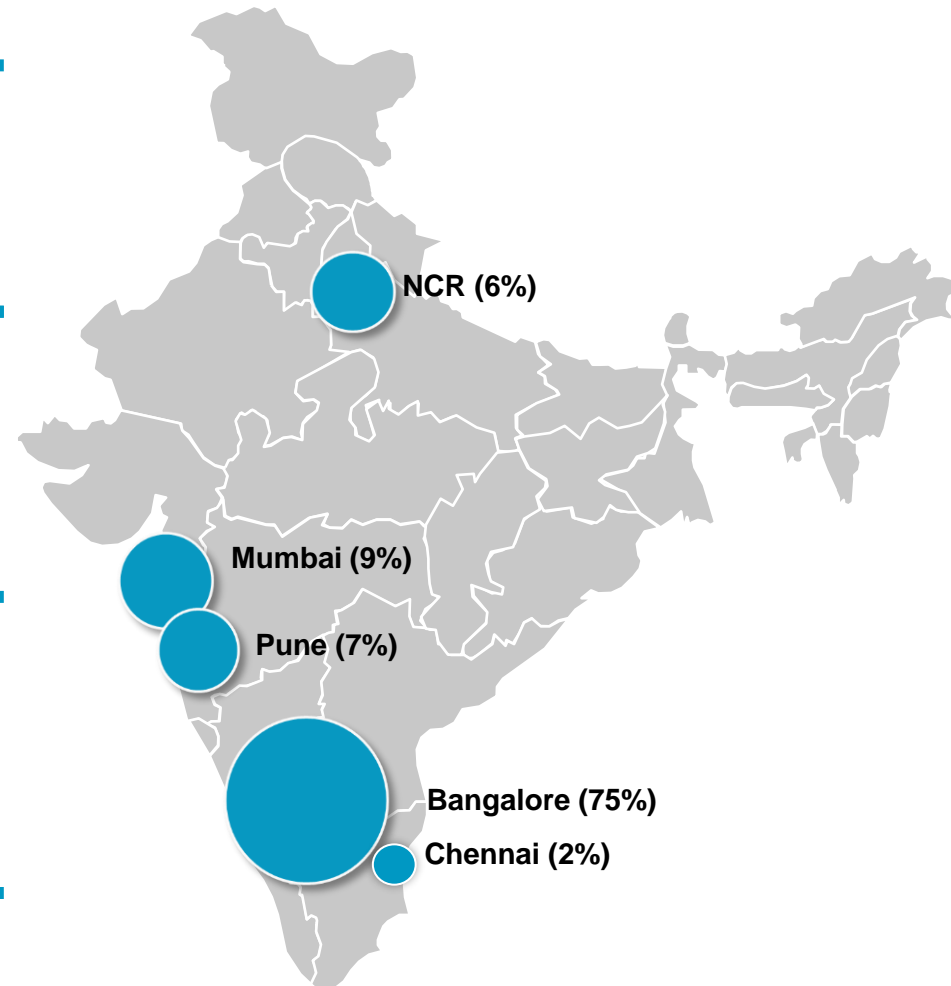 NCR (6%)
Mumbai (9%)
Pune (7%)
Bangalore (75%)
Chennai (2%)